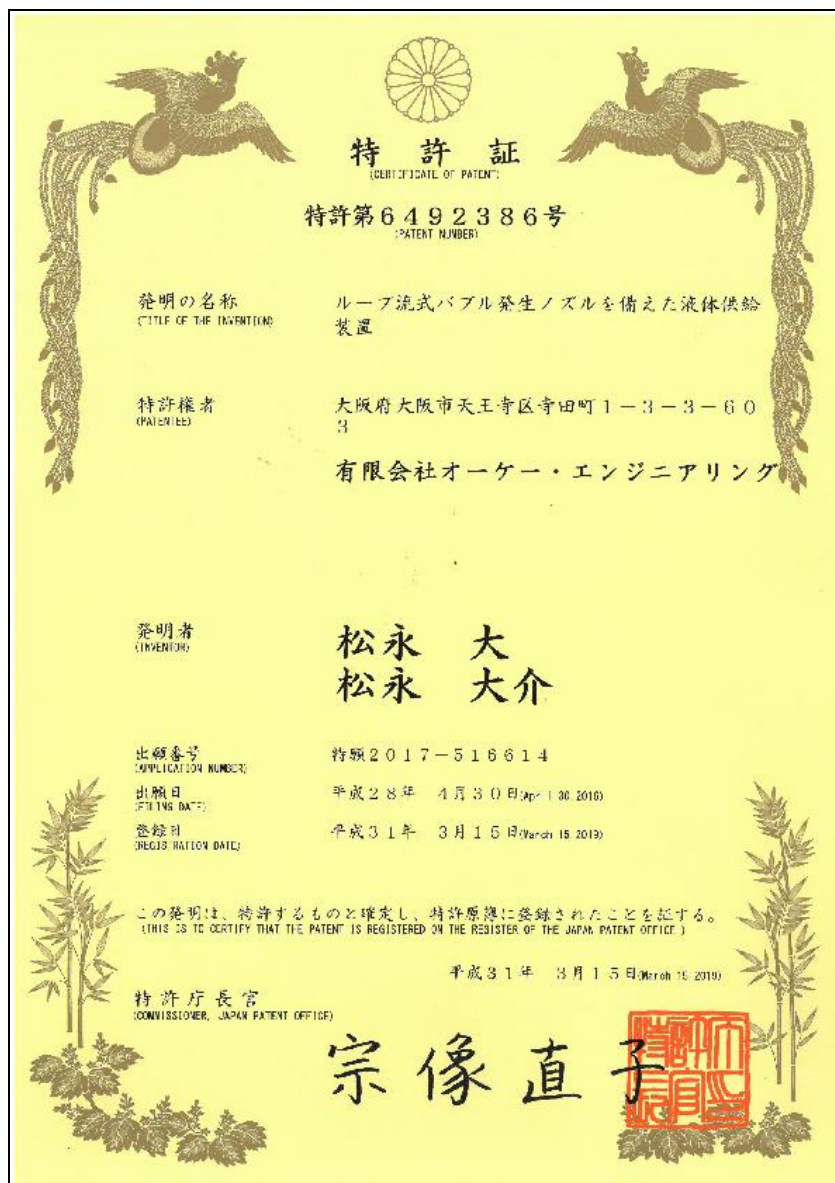 特許証
(CERTIFICATE OF PATENT)
特許第6492386号
(PATENT NUMBER)
発明の名称
(TITLE OF THE INVENTION)
ループ流式バブル発生ノズルを備えた液体供給
装置
特許権者
(PATENTEE)
大阪府大阪市天王寺区寺田町1-3-3-60
3
有限会社オーケー・エンジニアリング
発明者
(INVENTOR)
松永 大
松永 大介
出願番号
(APPLICATION NUMBER)
特願2017-516614
出願日
(FILING DATE)
平成28年 4月30日(April 30,2016)
登録日
(REGISTRATION DATE)
平成31年 3月15日(March 15,2019)
この発明は、特許するものと確定し、特許原簿に登録されたことを証する。
(THIS IS TO CERTIFY THAT THE PATENT IS REGISTERED ON THE REGISTER OF THE JAPAN PATENT OFFICE.)
平成31年 3月15日(March 15,2019)
特許庁長官
(COMMISSIONER, JAPAN PATENT OFFICE)
宗像直子